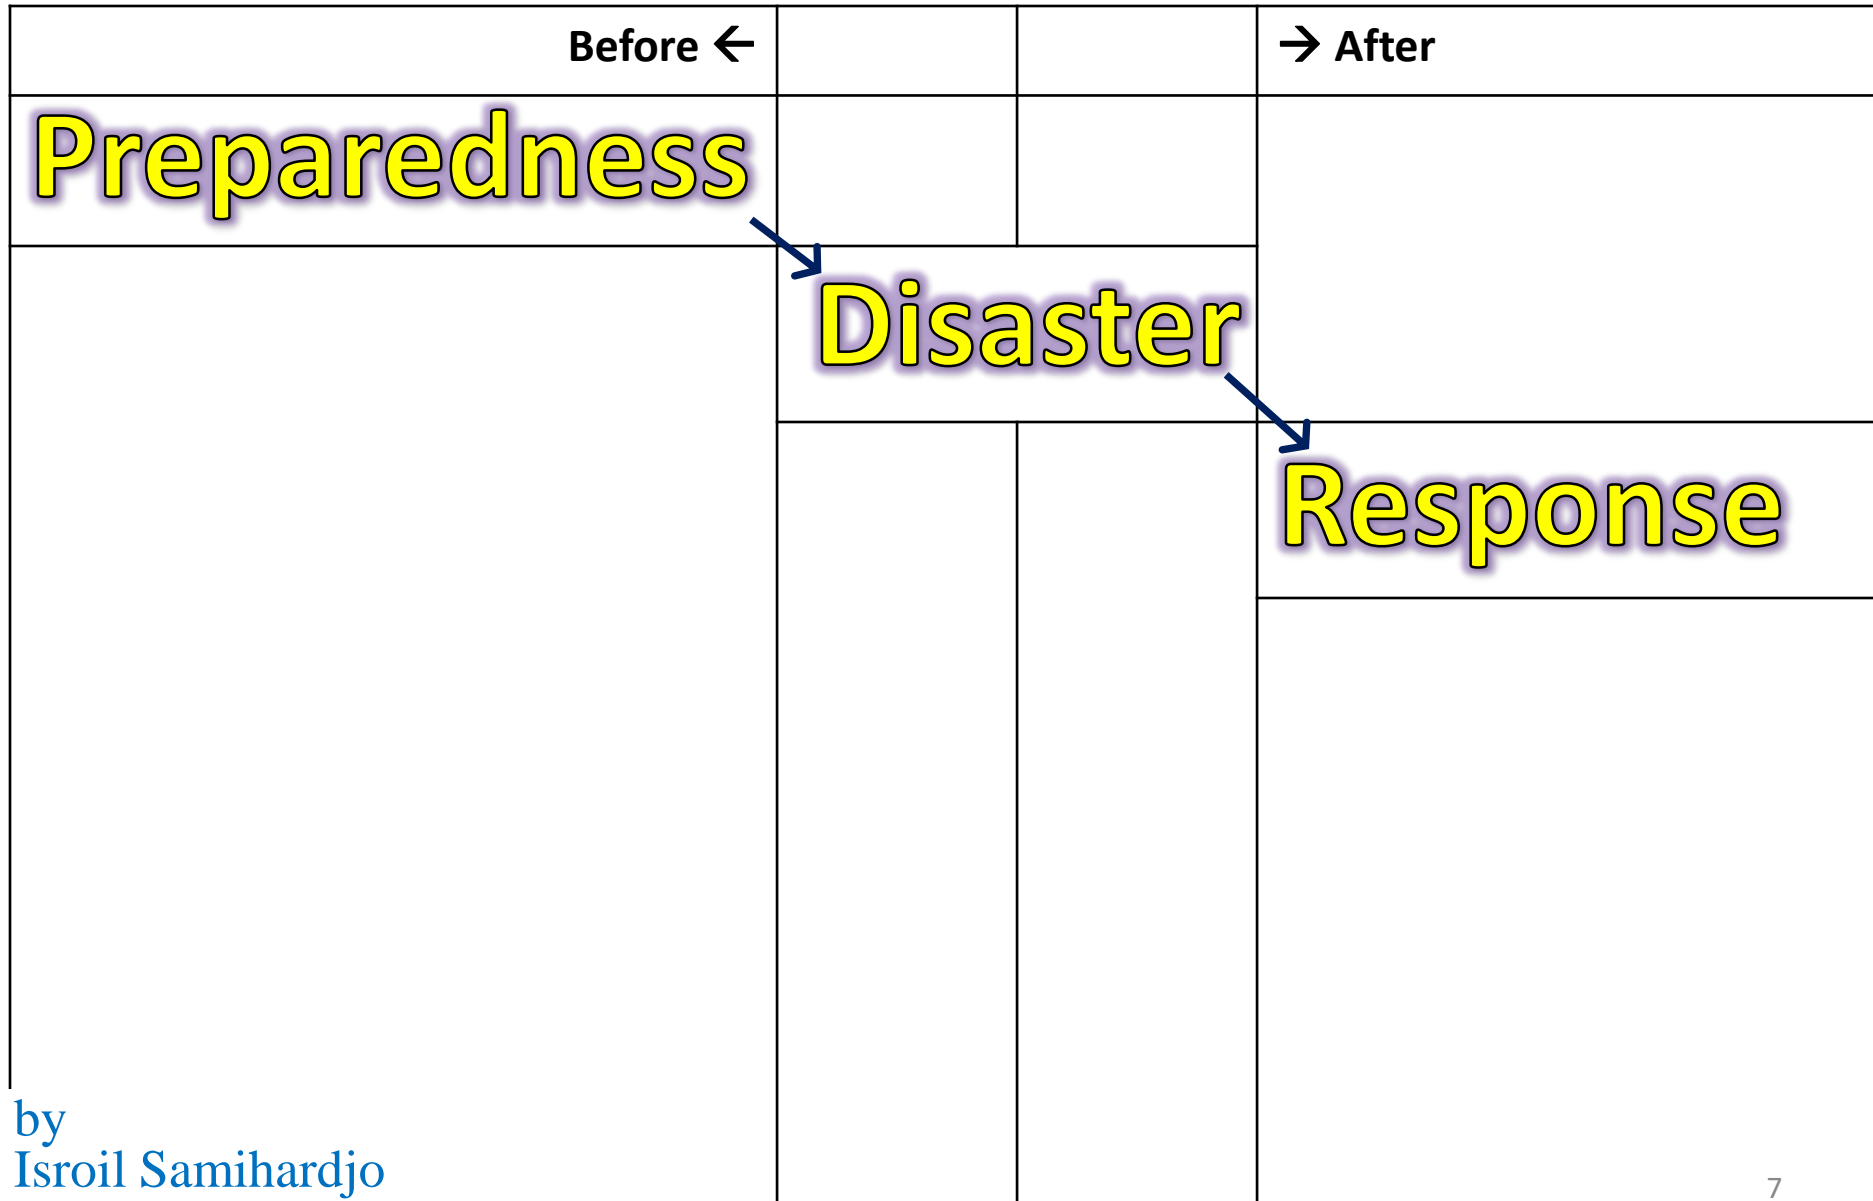 Before ← → After
Preparedness
Disaster
Response
by
Isroil Samihardjo
7